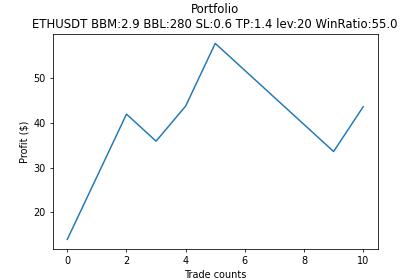 Portfolio
ETHUSDT BBM:2.9 BBL:280 SL:0.6 TP:1.4 lev:20 WinRatio:55.0
Profit ($)
50
40
30
20
0 2 4 6 8 10
Trade counts